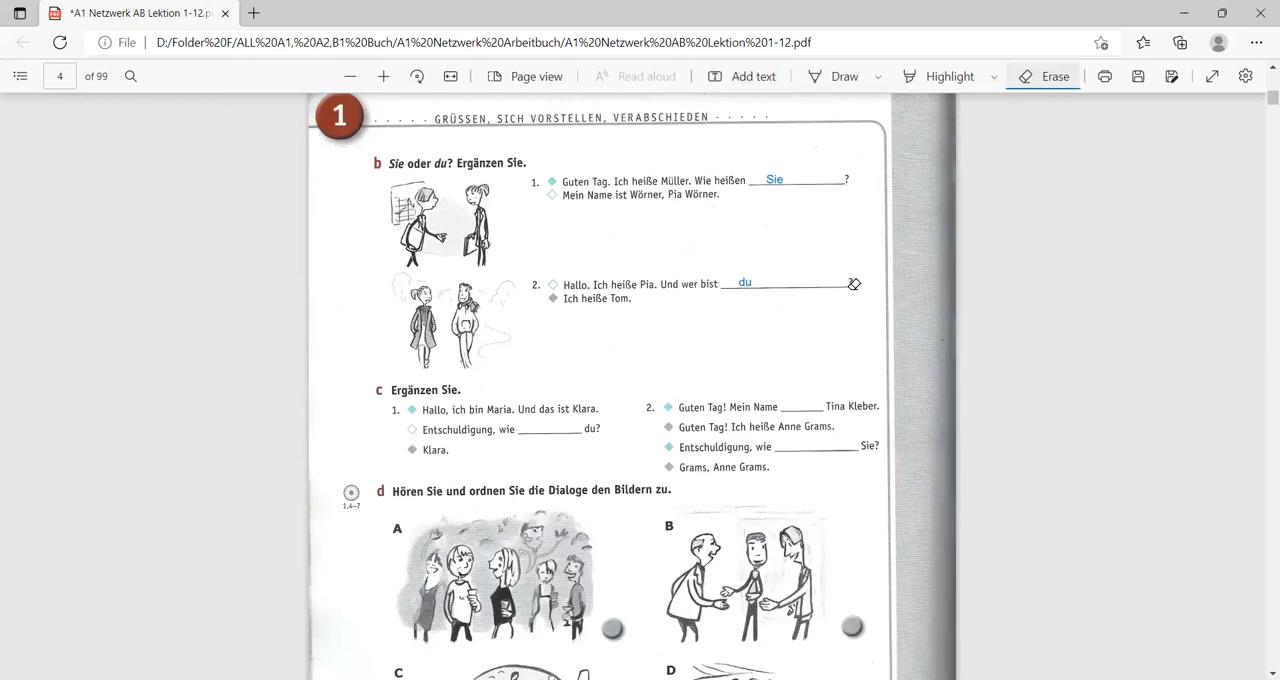 *A1 Netzwerk AB Lektion 1-12.p
File D:/Folder%20F/ALL%20A1,%20A2,B1%20Buch/A1%20Netzwerk%20Arbeitbuch/A1%20Netzwerk%20AB%20Lektion%201-12.pdf
4 of 99 Page view Read aloud Add text Draw Highlight Erase
1 GRÜSSEN, SICH VORSTELLEN, VERABSCHIEDEN
b Sie oder du? Ergänzen Sie.
1. Guten Tag. Ich heiße Müller. Wie heißen Sie ?
Mein Name ist Wörner, Pia Wörner.
2. Hallo. Ich heiße Pia. Und wer bist du ?
Ich heiße Tom.
c Ergänzen Sie.
1. Hallo, ich bin Maria. Und das ist Klara.
Entschuldigung, wie __________ du?
Klara.
2. Guten Tag! Mein Name _______ Tina Kleber.
Guten Tag! Ich heiße Anne Grams.
Entschuldigung, wie _____________ Sie?
Grams, Anne Grams.
1.4–7
d Hören Sie und ordnen Sie die Dialoge den Bildern zu.
A B
C D